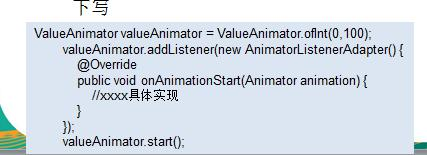 下写
ValueAnimator valueAnimator = ValueAnimator.ofInt(0,100);
valueAnimator.addListener(new AnimatorListenerAdapter() {
@Override
public void onAnimationStart(Animator animation) {
//xxxx具体实现
}
});
valueAnimator.start();